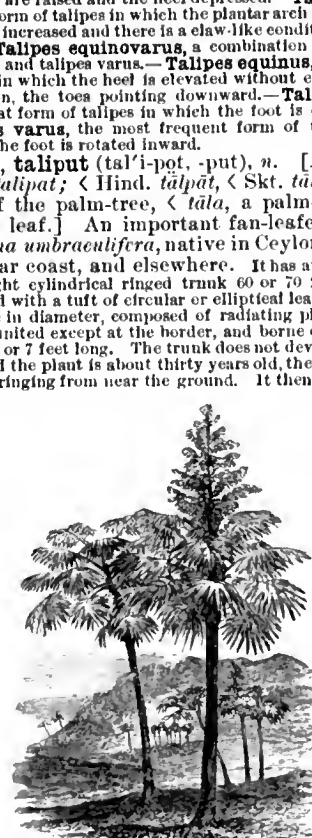 are raised and the heel depressed. Ta
orm of talipes in which the plantar arch
increased and there is a claw-like condit
Talipes equinovarus, a combination
and talipes varus.—Talipes equinus,
in which the heel is elevated without e
n, the toes pointing downward.—Tal
at form of talipes in which the foot is
s varus, the most frequent form of t
he foot is rotated inward.
, taliput (tal'i-pot, -put), n. [
alipat; < Hind. tālpāt, < Skt. tā
f the palm-tree, < tāla, a palm-
leaf.] An important fan-leafe
ha umbraculifera, native in Ceylon
ar coast, and elsewhere. It has a
ght cylindrical ringed trunk 60 or 70
d with a tuft of circular or elliptical lea
e in diameter, composed of radiating pl
united except at the border, and borne
or 7 feet long. The trunk does not dev
l the plant is about thirty years old, the
ringing from near the ground. It then